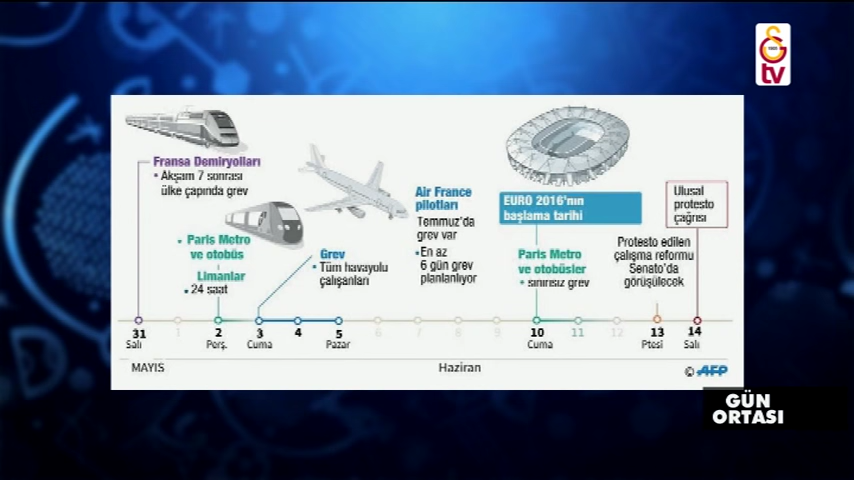 GS
1905
tv
Fransa Demiryolları
• Akşam 7 sonrası
ülke çapında grev
• Paris Metro
ve otobüs
Limanlar
• 24 saat
Grev
• Tüm havayolu
çalışanları
Air France
pilotları
Temmuz'da
grev var
• En az
6 gün grev
planlanıyor
EURO 2016'nın
başlama tarihi
Paris Metro
ve otobüsler
• sınırsız grev
Protesto edilen
çalışma reformu
Senato'da
görüşülecek
Ulusal
protesto
çağrısı
31 1 2 3 4 5 6 7 8 9 10 11 12 13 14
Salı Perş. Cuma Pazar Cuma Ptesi Salı
MAYIS Haziran
© AFP
GÜN
ORTASI